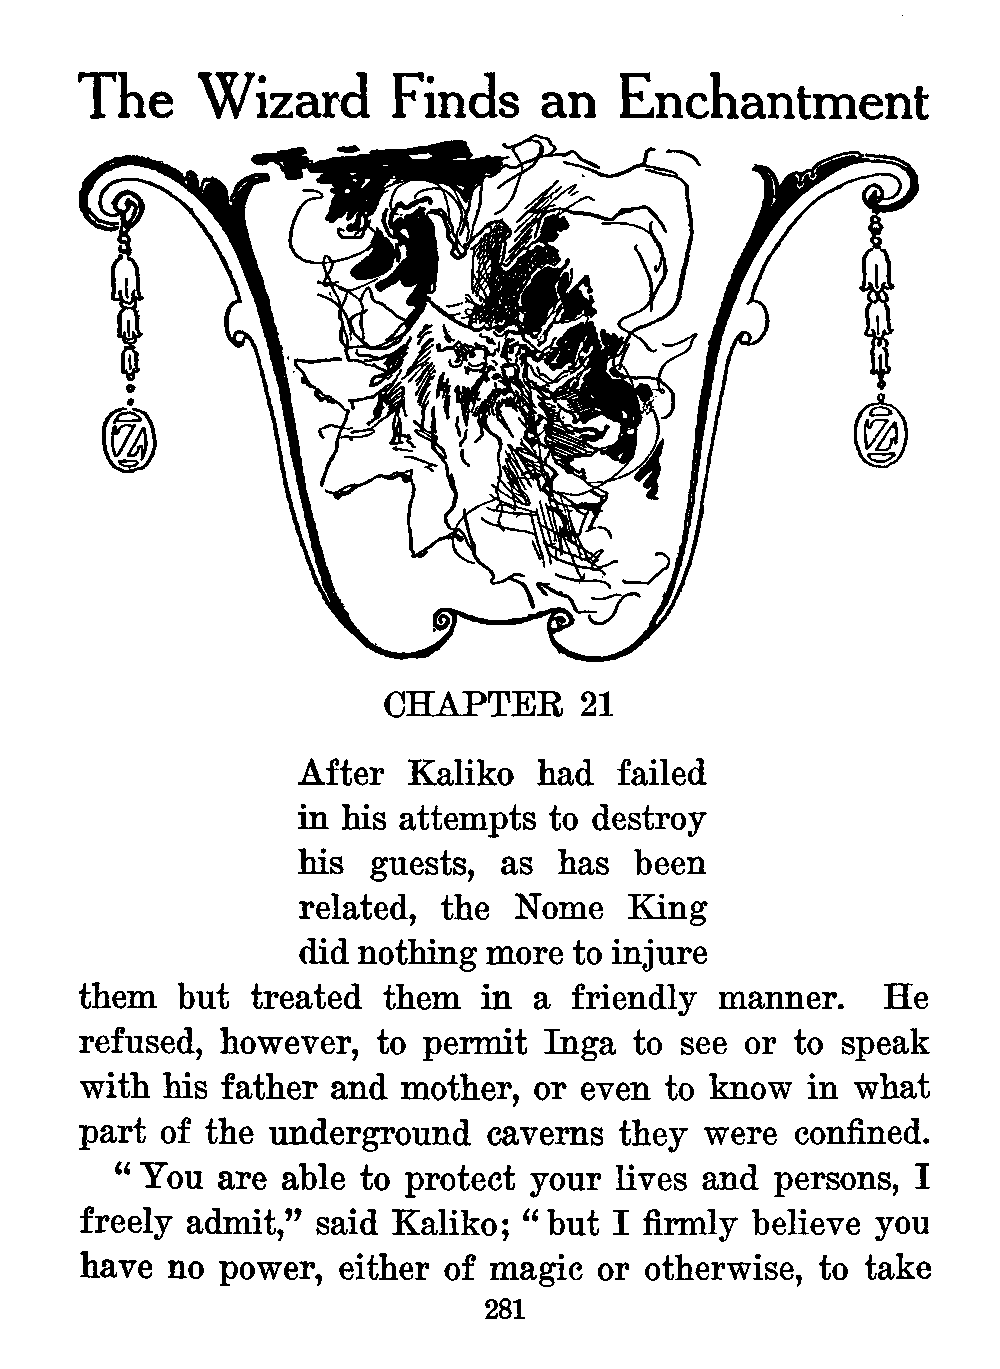 The Wizard Finds an Enchantment
CHAPTER 21
After Kaliko had failed
in his attempts to destroy
his guests, as has been
related, the Nome King
did nothing more to injure
them but treated them in a friendly manner. He
refused, however, to permit Inga to see or to speak
with his father and mother, or even to know in what
part of the underground caverns they were confined.
“You are able to protect your lives and persons, I
freely admit,” said Kaliko; “but I firmly believe you
have no power, either of magic or otherwise, to take
281